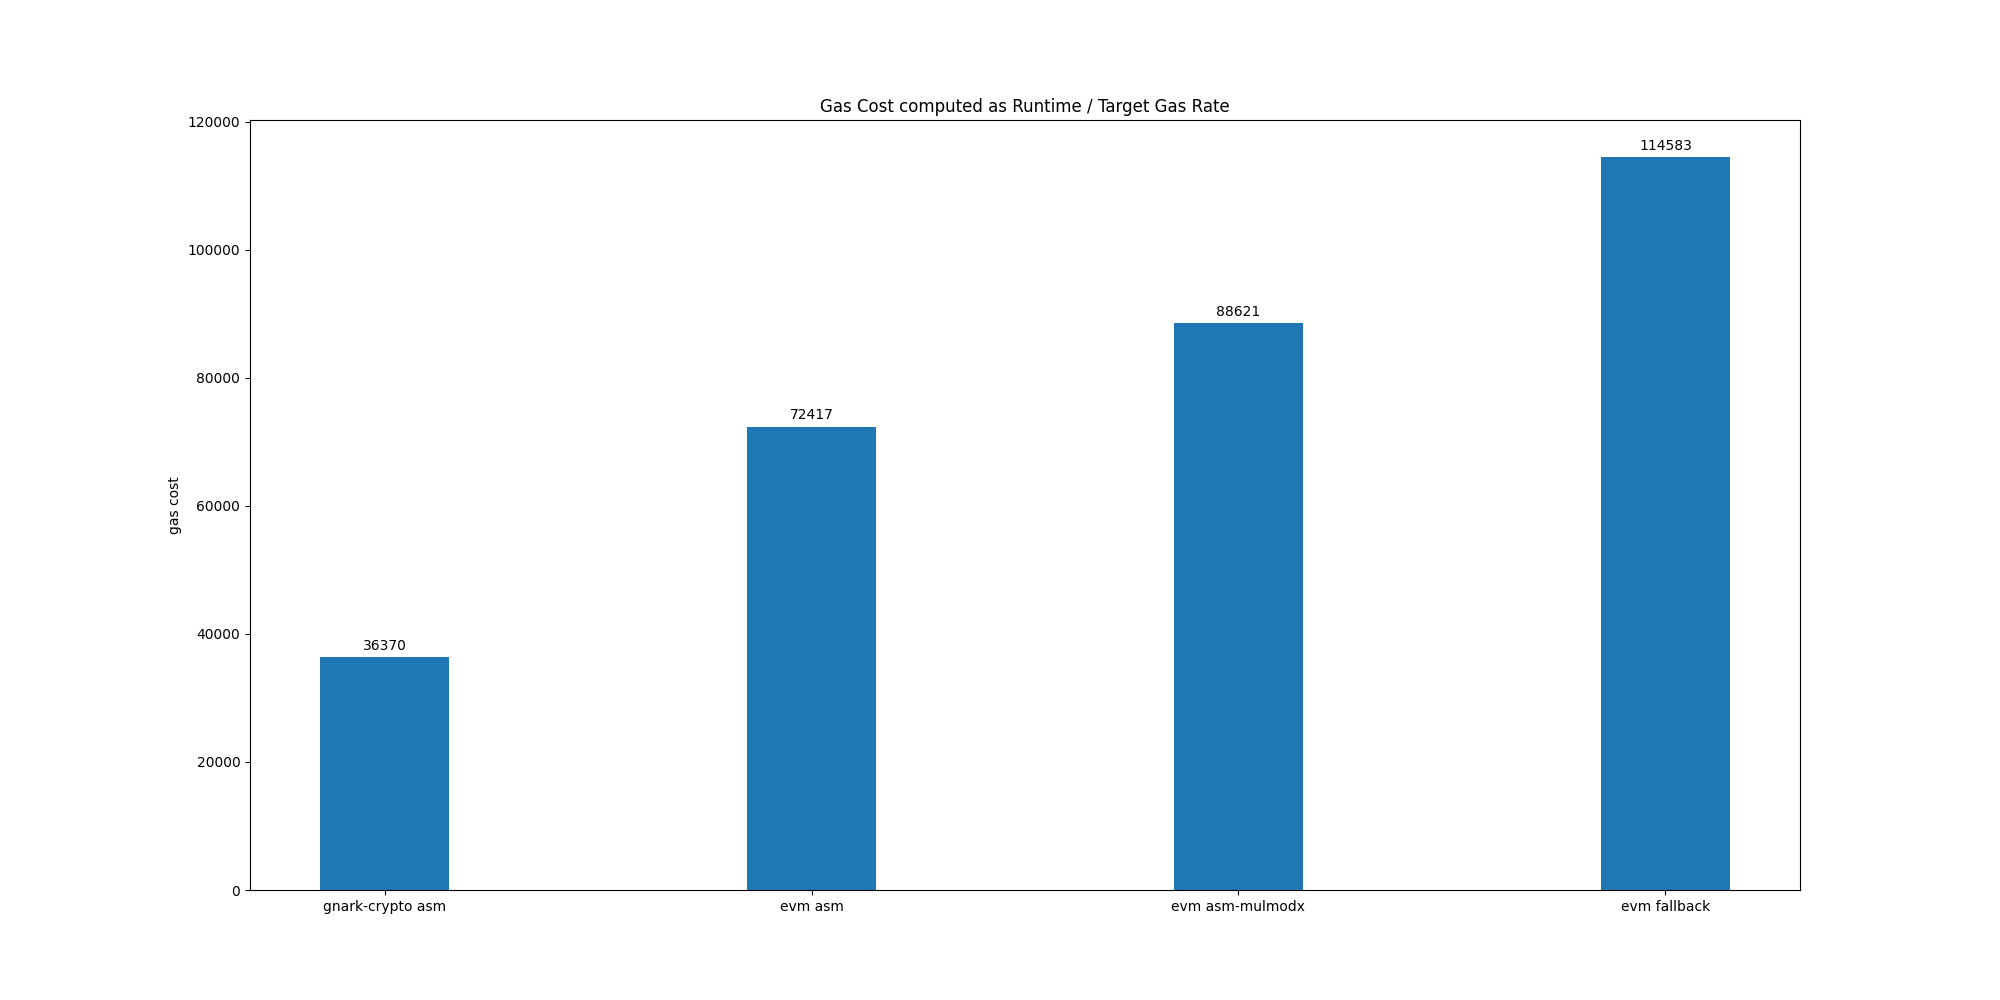 Gas Cost computed as Runtime / Target Gas Rate
120000
100000
80000
60000
40000
20000
0
gas cost
36370
72417
88621
114583
gnark-crypto asm
evm asm
evm asm-mulmodx
evm fallback